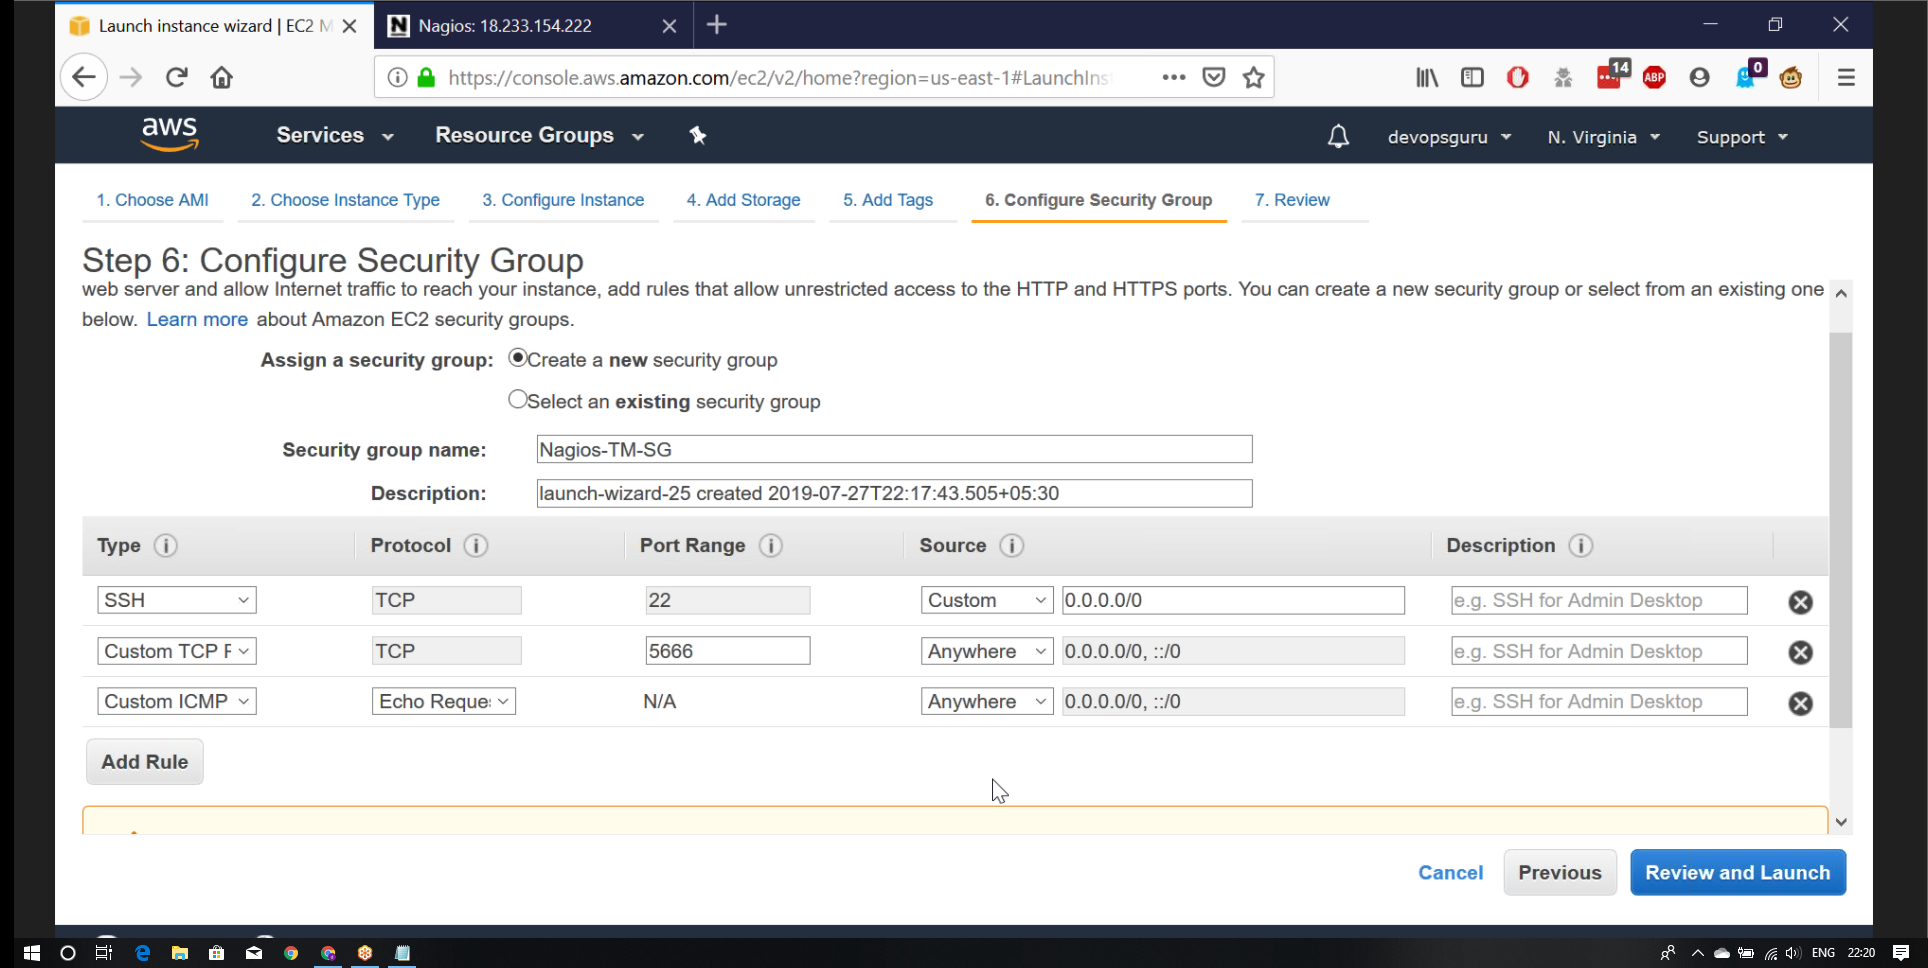 Launch instance wizard | EC2 M
Nagios: 18.233.154.222
https://console.aws.amazon.com/ec2/v2/home?region=us-east-1#LaunchIns
14
ABP
0
aws
Services
Resource Groups
devopsguru
N. Virginia
Support
1. Choose AMI
2. Choose Instance Type
3. Configure Instance
4. Add Storage
5. Add Tags
6. Configure Security Group
7. Review
Step 6: Configure Security Group
web server and allow Internet traffic to reach your instance, add rules that allow unrestricted access to the HTTP and HTTPS ports. You can create a new security group or select from an existing one
below. Learn more about Amazon EC2 security groups.
Assign a security group: Create a new security group
Select an existing security group
Security group name: Nagios-TM-SG
Description: launch-wizard-25 created 2019-07-27T22:17:43.505+05:30
Type Protocol Port Range Source Description
SSH TCP 22 Custom 0.0.0.0/0 e.g. SSH for Admin Desktop
Custom TCP F TCP 5666 Anywhere 0.0.0.0/0, ::/0 e.g. SSH for Admin Desktop
Custom ICMP Echo Reque N/A Anywhere 0.0.0.0/0, ::/0 e.g. SSH for Admin Desktop
Add Rule
Cancel
Previous
Review and Launch
ENG
22:20